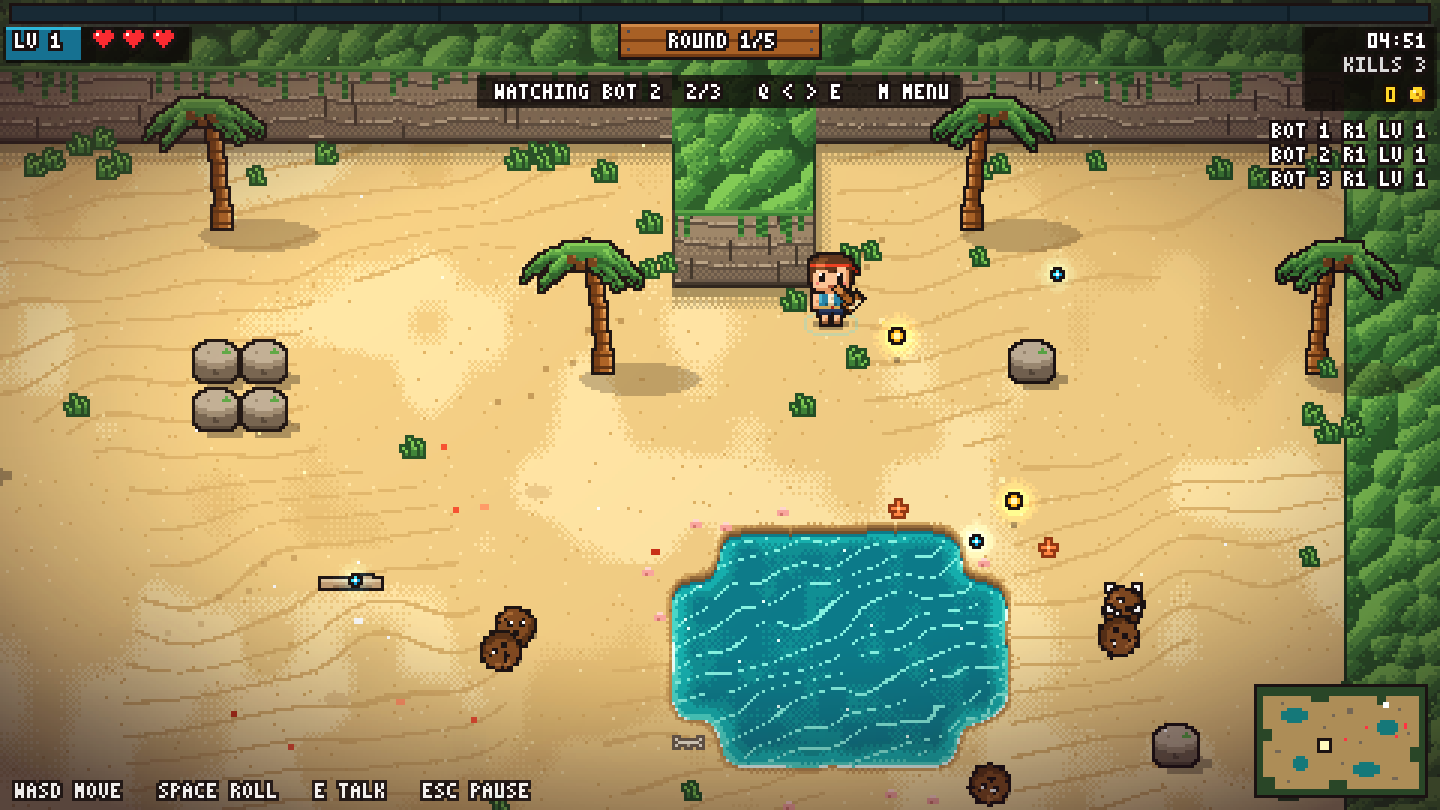 LV 1
ROUND 1/5
04:51
KILLS 3
0
WATCHING BOT 2 2/3 Q < > E M MENU
BOT 1 R1 LV 1
BOT 2 R1 LV 1
BOT 3 R1 LV 1
WASD MOVE SPACE ROLL E TALK ESC PAUSE